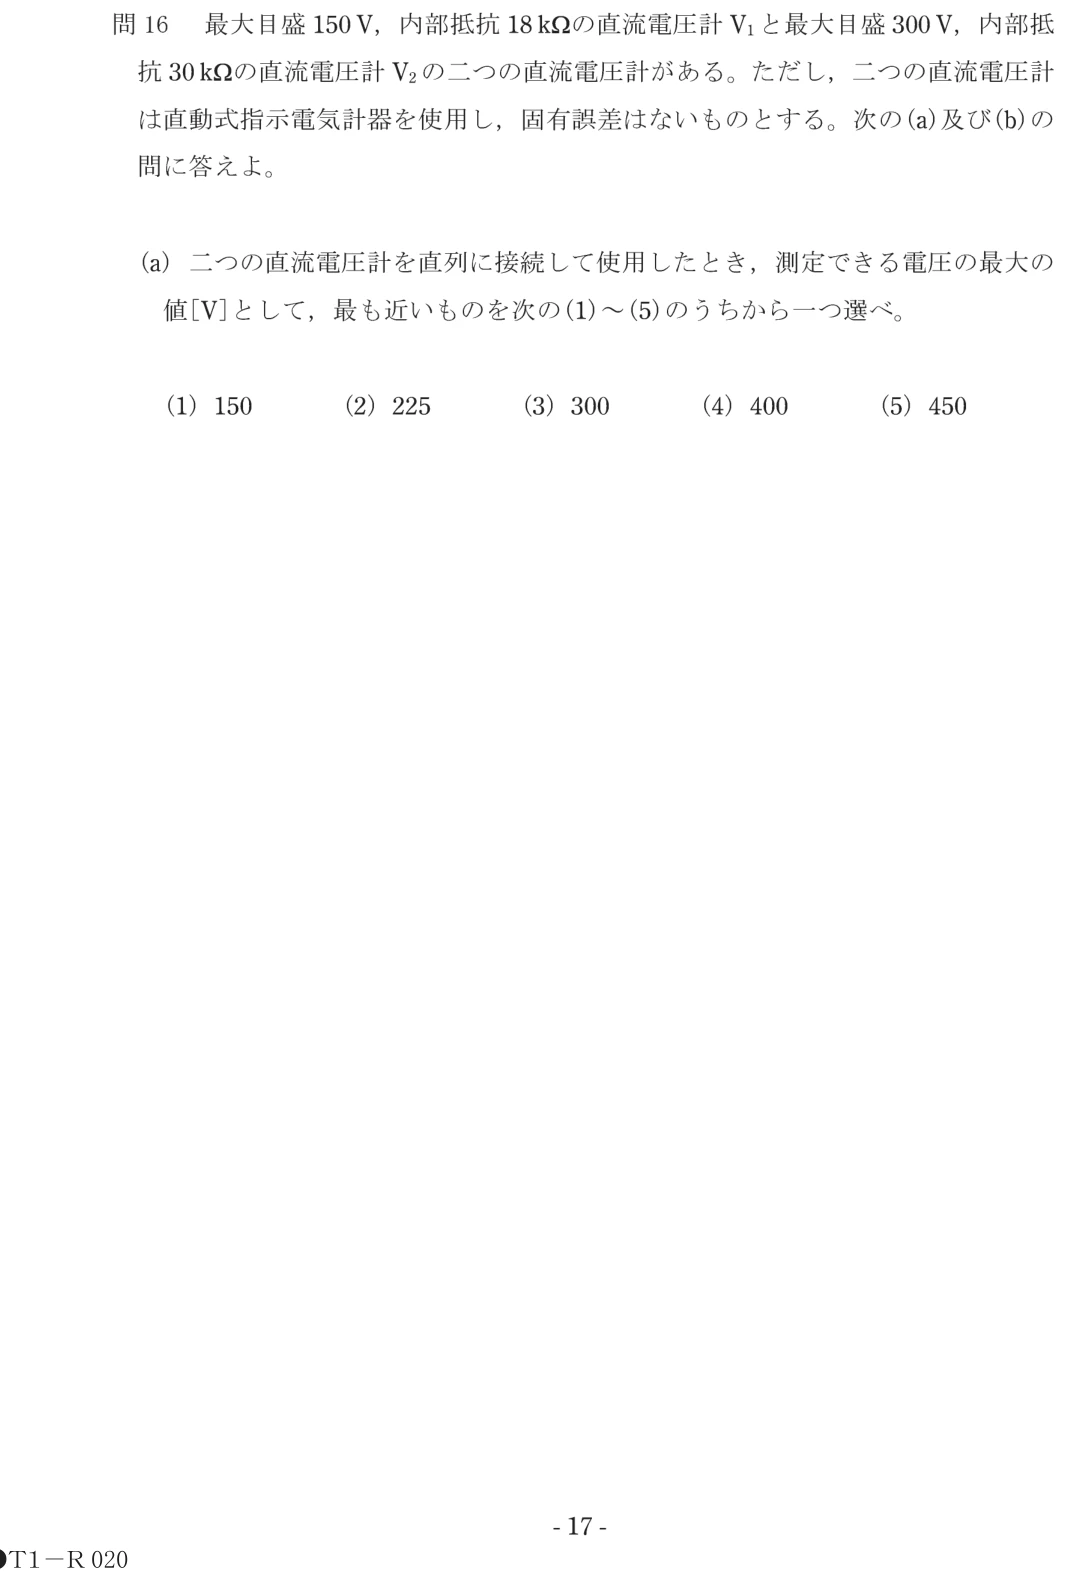 問 16　最大目盛 150 V，内部抵抗 18 kΩの直流電圧計 V₁ と最大目盛 300 V，内部抵
抗 30 kΩの直流電圧計 V₂ の二つの直流電圧計がある。ただし，二つの直流電圧計
は直動式指示電気計器を使用し，固有誤差はないものとする。次の(a)及び(b)の
問に答えよ。
(a) 二つの直流電圧計を直列に接続して使用したとき，測定できる電圧の最大の
値[V]として，最も近いものを次の(1)～(5)のうちから一つ選べ。
(1) 150　(2) 225　(3) 300　(4) 400　(5) 450
- 17 -
●T1－R 020